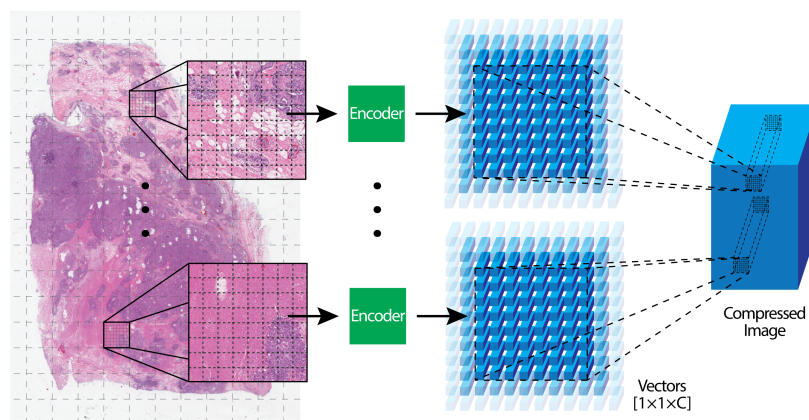 Encoder
Encoder
Compressed
Image
Vectors
[1×1×C]